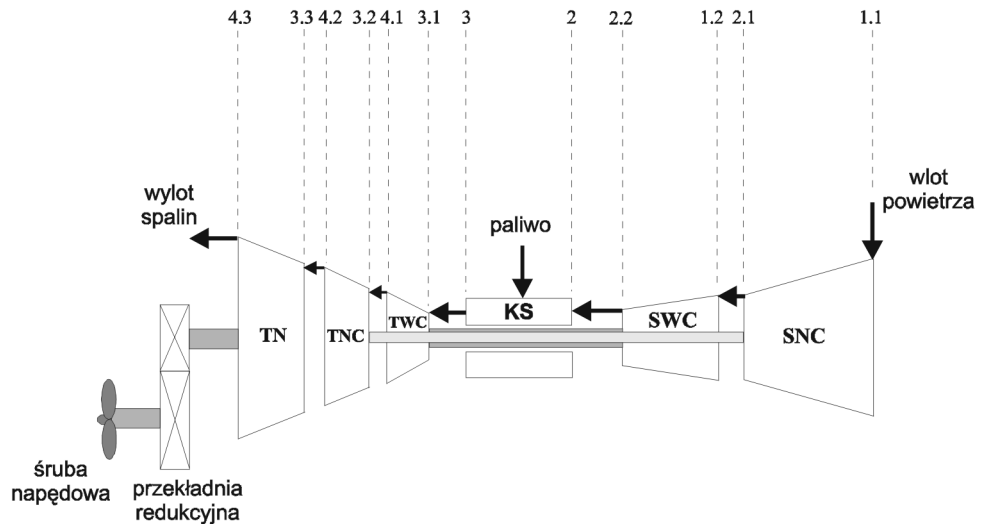 4.3 3.3 4.2 3.2 4.1 3.1 3 2 2.2 1.2 2.1 1.1
wylot
spalin
paliwo
wlot
powietrza
TN
TNC
TWC
KS
SWC
SNC
śruba
napędowa
przekładnia
redukcyjna